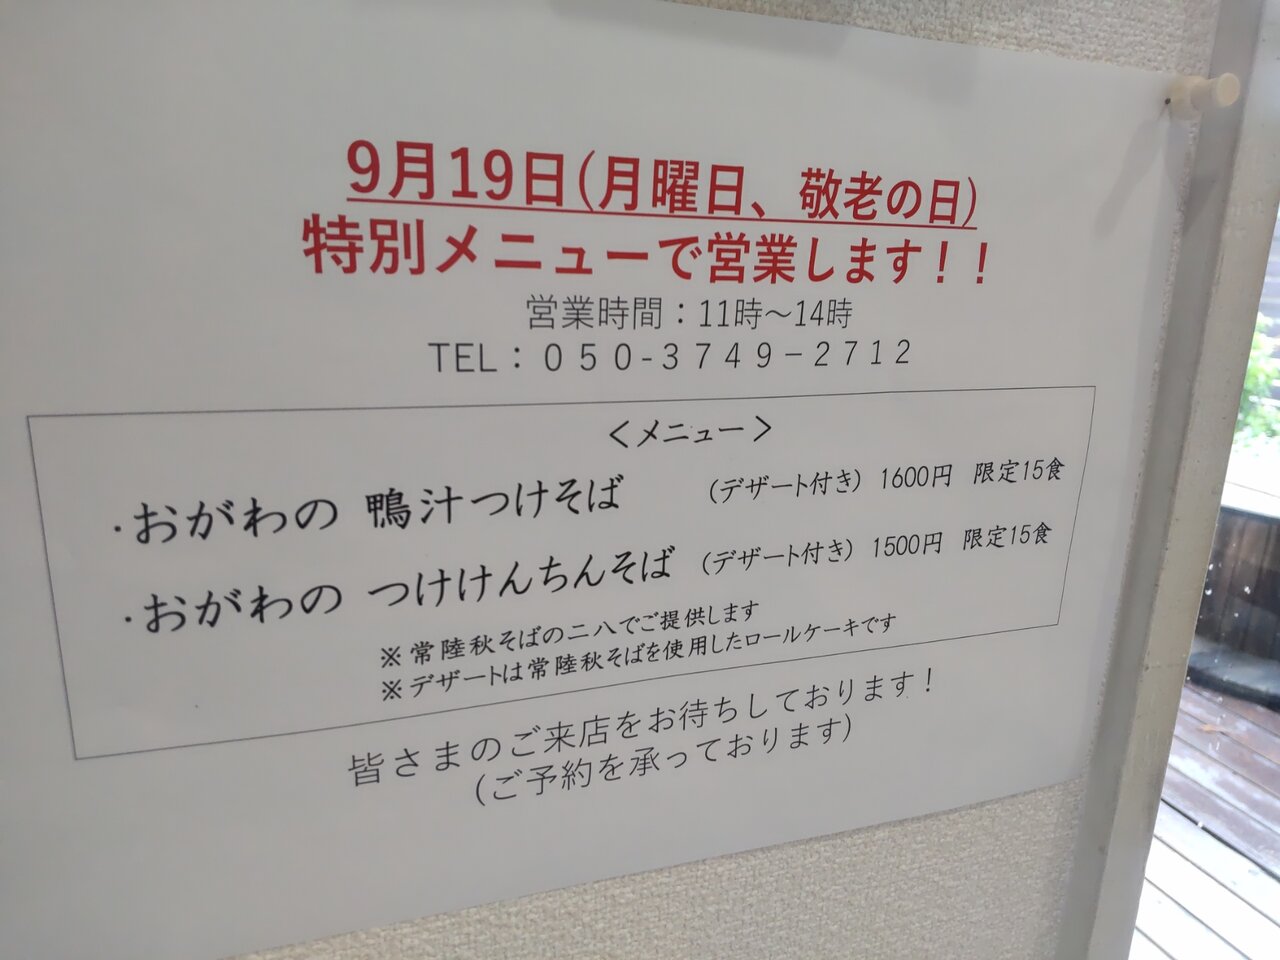 9月19日(月曜日、敬老の日)
特別メニューで営業します！！
営業時間：11時～14時
TEL：０５０-３７４９－２７１２
＜メニュー＞
・おがわの 鴨汁つけそば （デザート付き） 1600円 限定15食
・おがわの つけけんちんそば （デザート付き） 1500円 限定15食
※常陸秋そばの二八でご提供します
※デザートは常陸秋そばを使用したロールケーキです
皆さまのご来店をお待ちしております！
(ご予約を承っております)